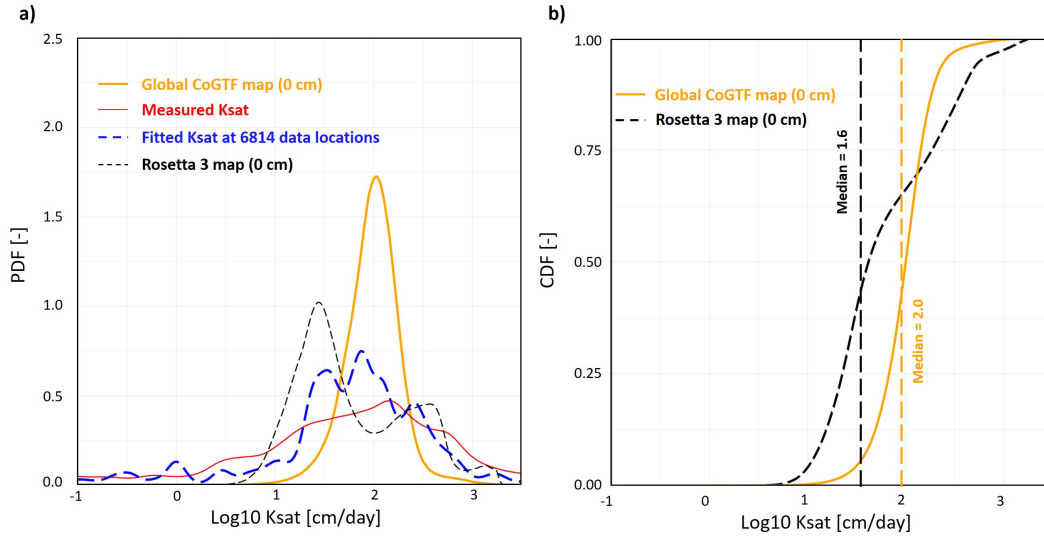 a)
2.5
2.0
1.5
1.0
0.5
0.0
PDF [-]
Global CoGTF map (0 cm)
Measured Ksat
Fitted Ksat at 6814 data locations
Rosetta 3 map (0 cm)
-1
0
1
2
3
Log10 Ksat [cm/day]
b)
1.00
0.75
0.50
0.25
0.00
CDF [-]
Global CoGTF map (0 cm)
Rosetta 3 map (0 cm)
Median = 1.6
Median = 2.0
-1
0
1
2
3
Log10 Ksat [cm/day]